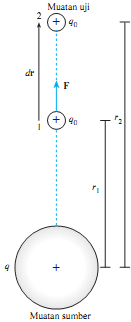 Muatan uji
2
q₀
dr
F
1
q₀
r₂
r₁
q
Muatan sumber